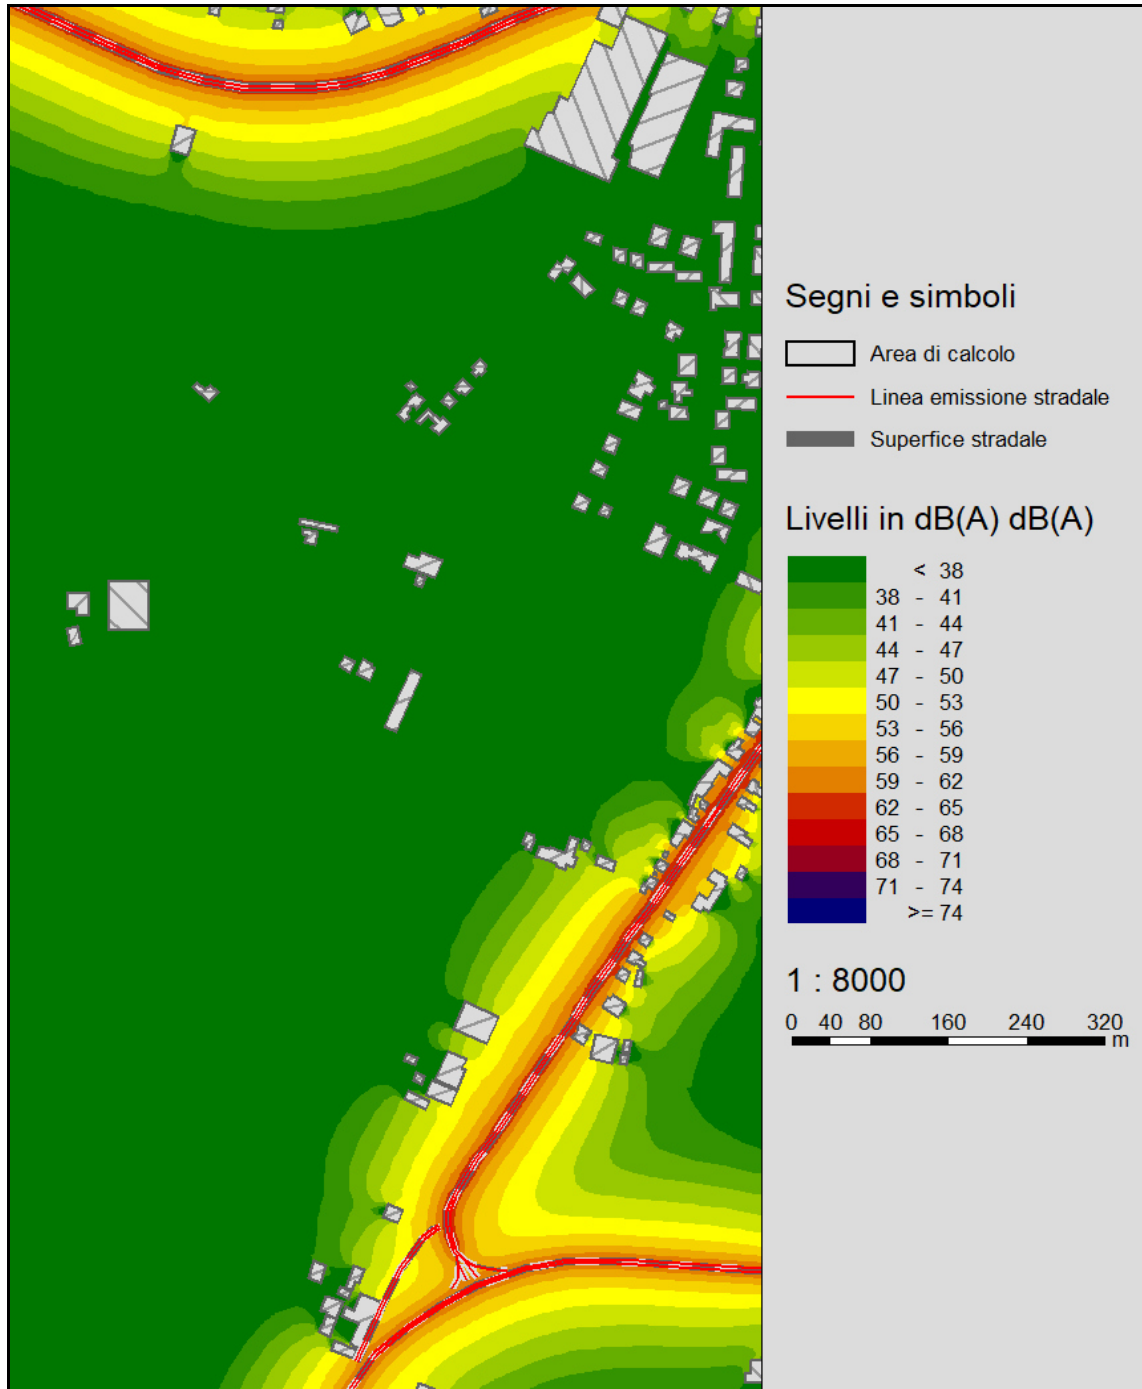 Segni e simboli
Area di calcolo
Linea emissione stradale
Superfice stradale
Livelli in dB(A) dB(A)
< 38
38 - 41
41 - 44
44 - 47
47 - 50
50 - 53
53 - 56
56 - 59
59 - 62
62 - 65
65 - 68
68 - 71
71 - 74
>= 74
1 : 8000
0 40 80 160 240 320
m